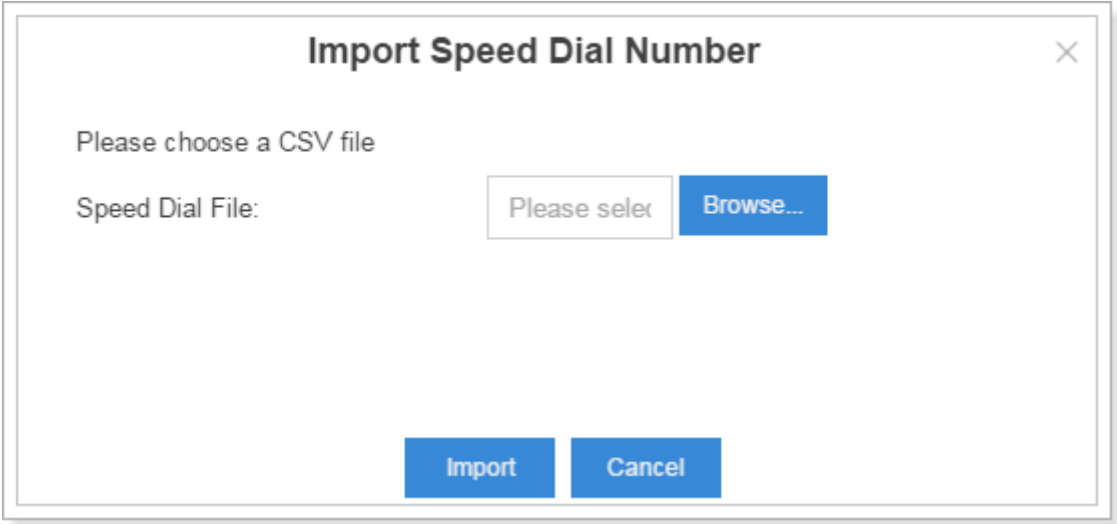 Import Speed Dial Number
Please choose a CSV file
Speed Dial File:
Please selec
Browse...
Import
Cancel